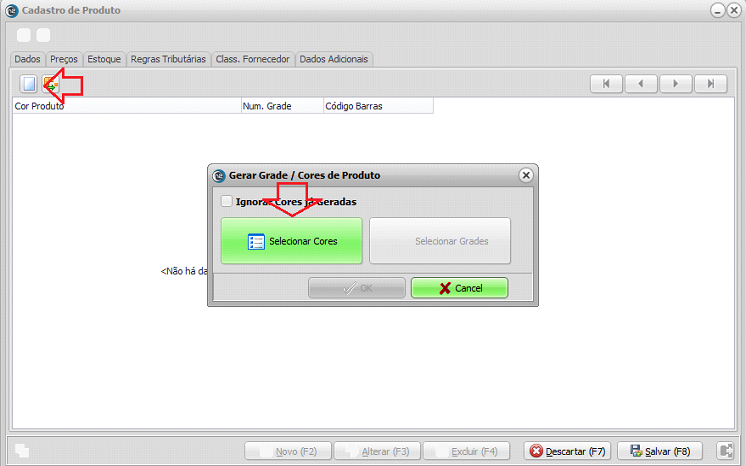 Cadastro de Produto
Dados Preços Estoque Regras Tributárias Class. Fornecedor Dados Adicionais
Cor Produto Num. Grade Código Barras
Gerar Grade / Cores de Produto
Ignorar Cores já Geradas
Selecionar Cores Selecionar Grades
<Não há da
OK Cancel
Novo (F2) Alterar (F3) Excluir (F4) Descartar (F7) Salvar (F8)